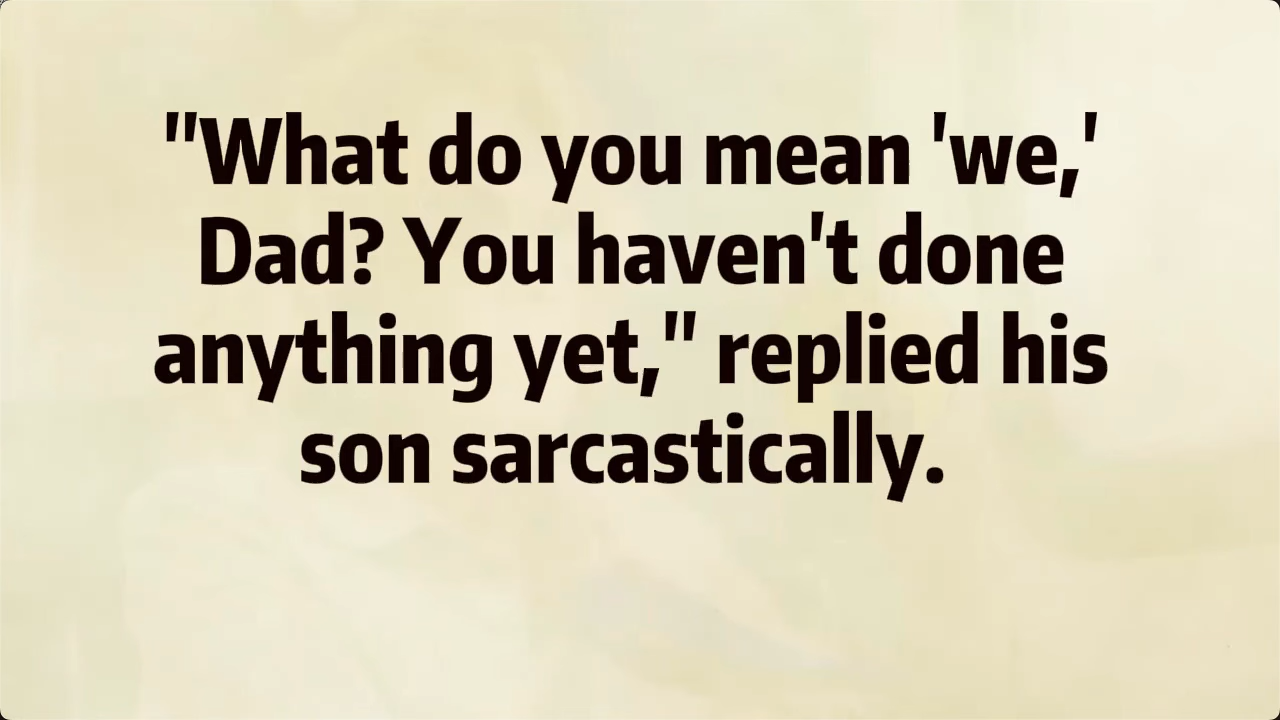 "What do you mean 'we,'
Dad? You haven't done
anything yet," replied his
son sarcastically.